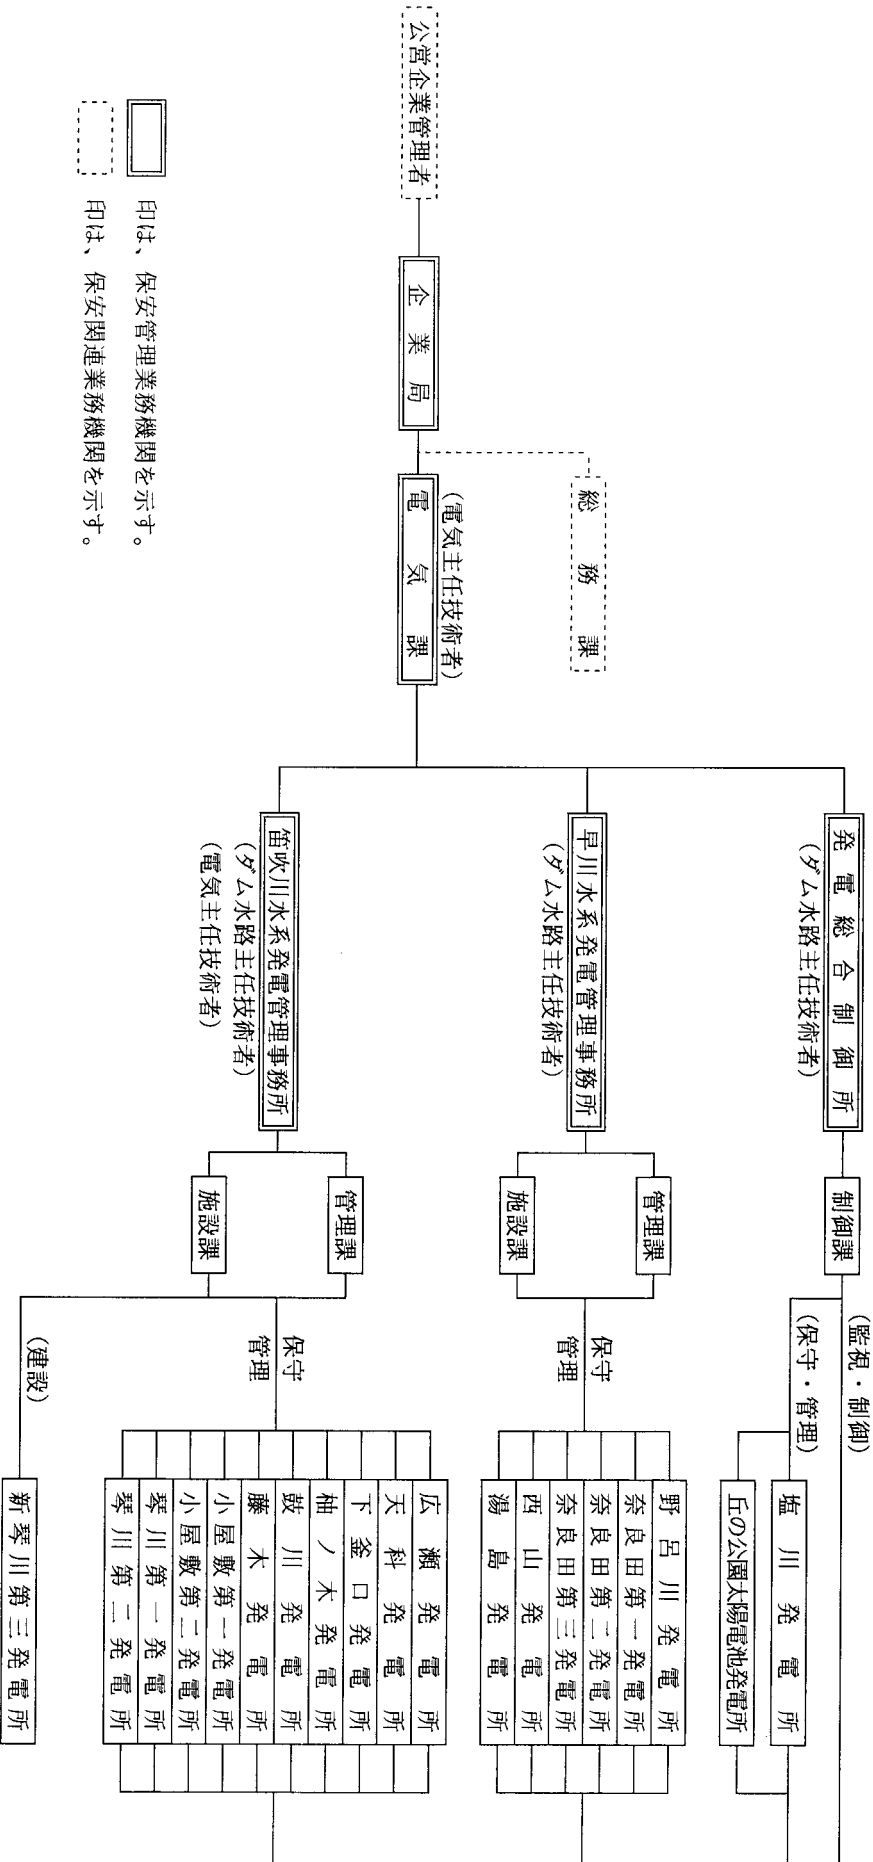 公営企業管理者
企業局
総務課
(電気主任技術者)
電気課
発電総合制御所
(ダム水路主任技術者)
制御課
(監視・制御)
(保守・管理)
塩川発電所
丘の公園太陽電池発電所
早川水系発電管理事務所
(ダム水路主任技術者)
管理課
施設課
保守
管理
野呂川発電所
奈良田第一発電所
奈良田第二発電所
奈良田第三発電所
西山発電所
湯島発電所
笛吹川水系発電管理事務所
(ダム水路主任技術者)
(電気主任技術者)
管理課
施設課
保守
管理
広瀬発電所
天科発電所
下釜口発電所
柚ノ木発電所
鼓川発電所
藤木発電所
小屋敷第一発電所
小屋敷第二発電所
琴川第一発電所
琴川第二発電所
(建設)
新琴川第三発電所
印は、保安管理業務機関を示す。
印は、保安関連業務機関を示す。